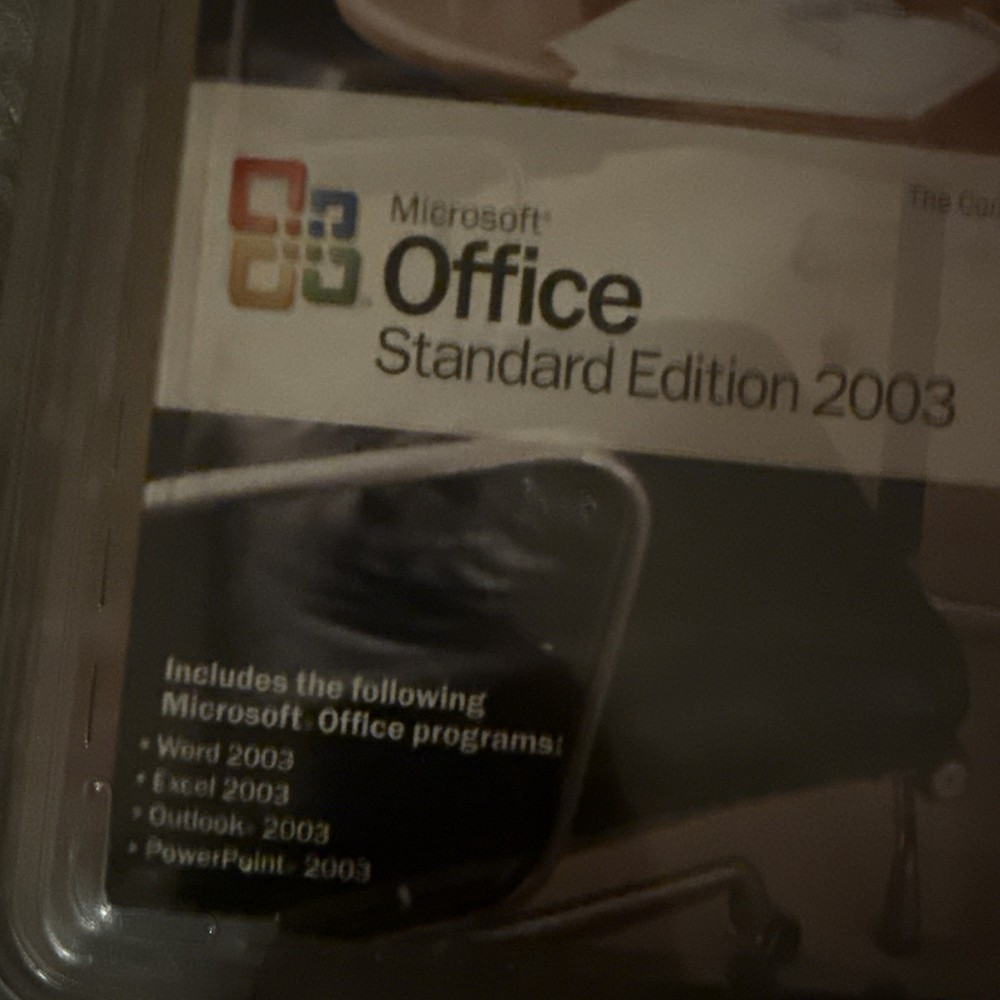 The
Microsoft®
Office
Standard Edition 2003
Includes the following
Microsoft Office programs:
• Word 2003
• Excel 2003
• Outlook 2003
• PowerPoint 2003